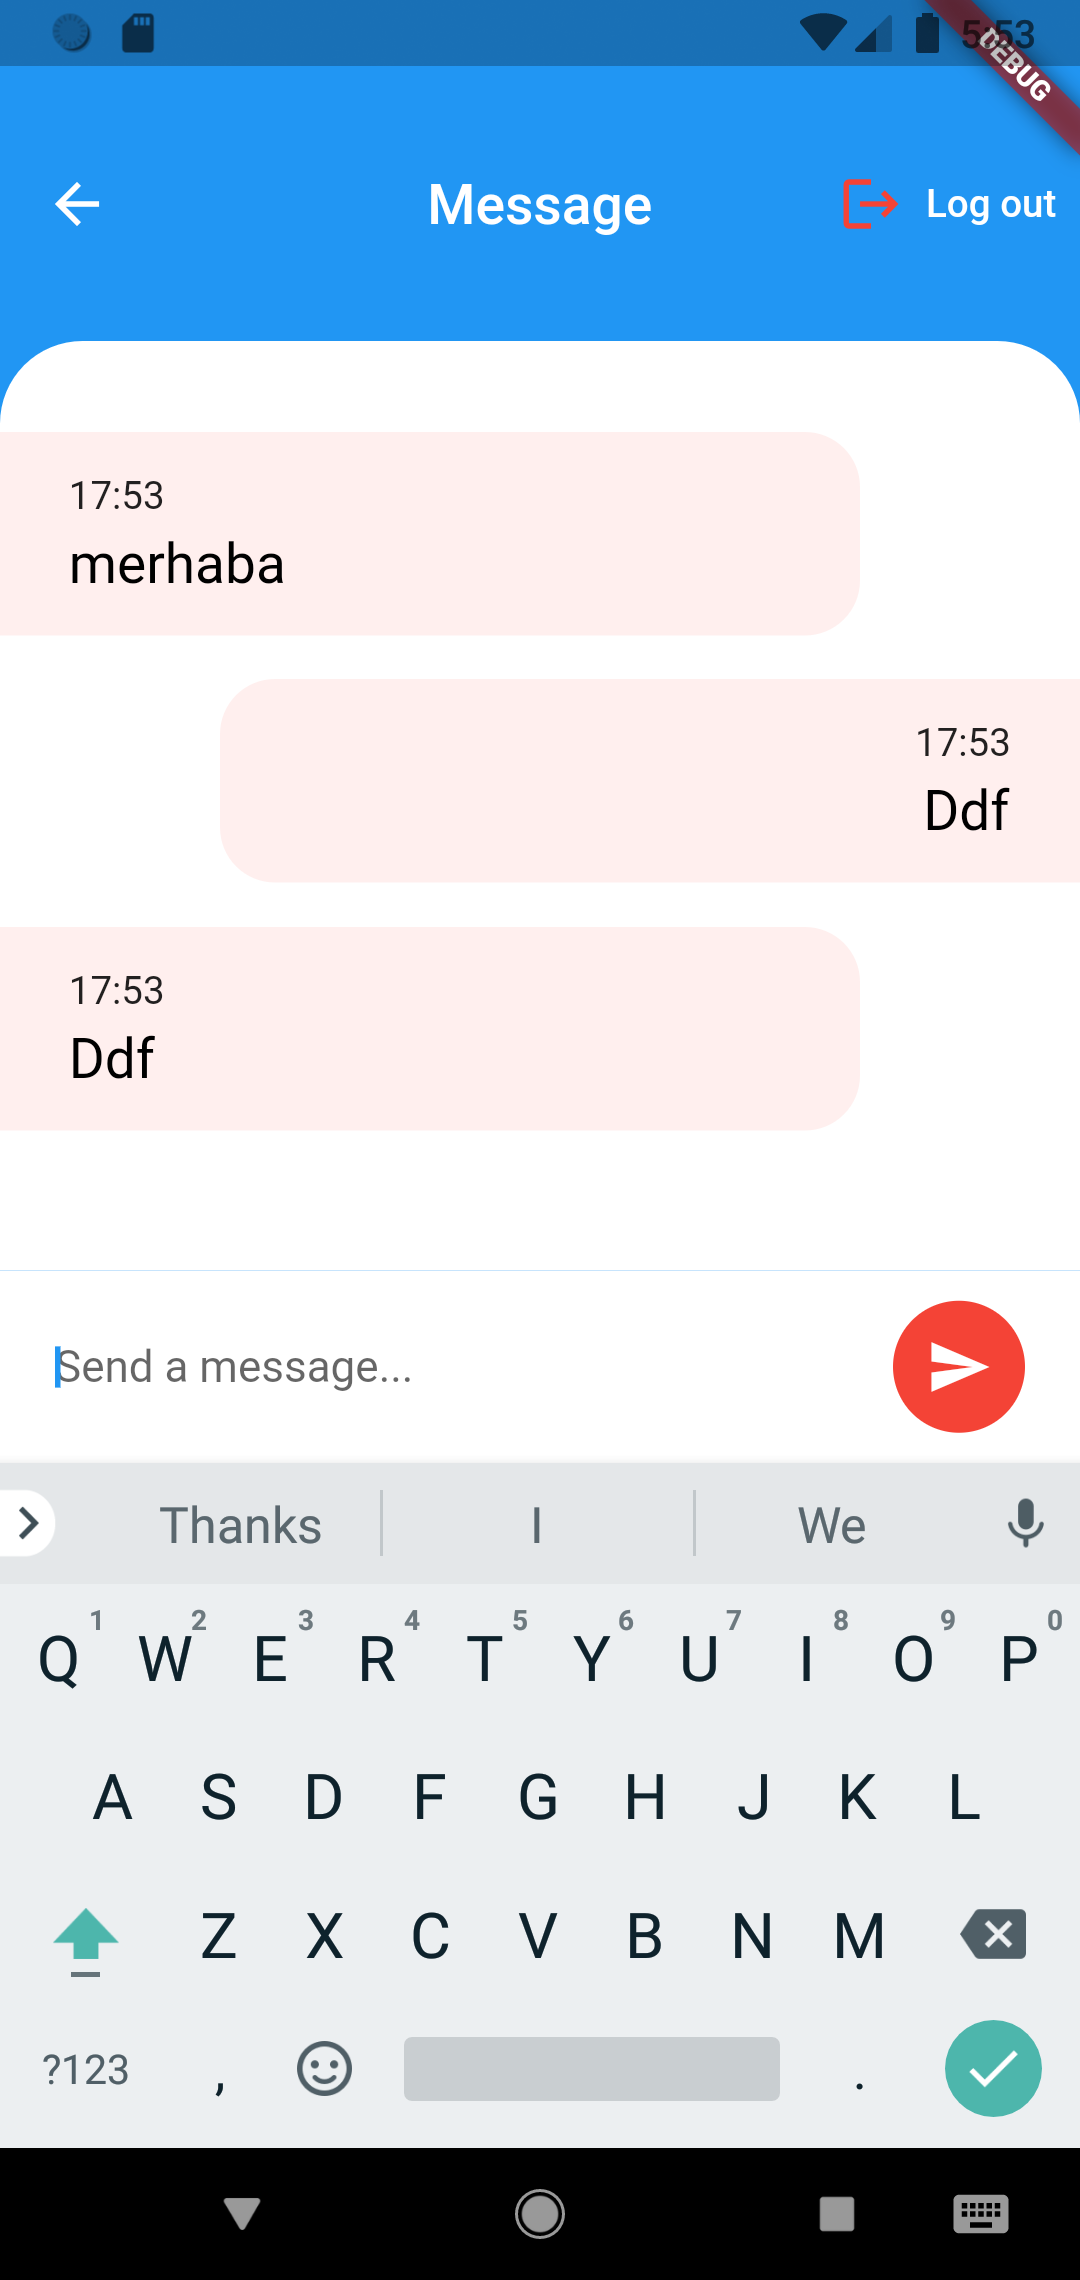 5:53
DEBUG
Message
Log out
17:53
merhaba
17:53
Ddf
17:53
Ddf
Send a message...
Thanks I We
1 2 3 4 5 6 7 8 9 0
Q W E R T Y U I O P
A S D F G H J K L
Z X C V B N M
?123 , .